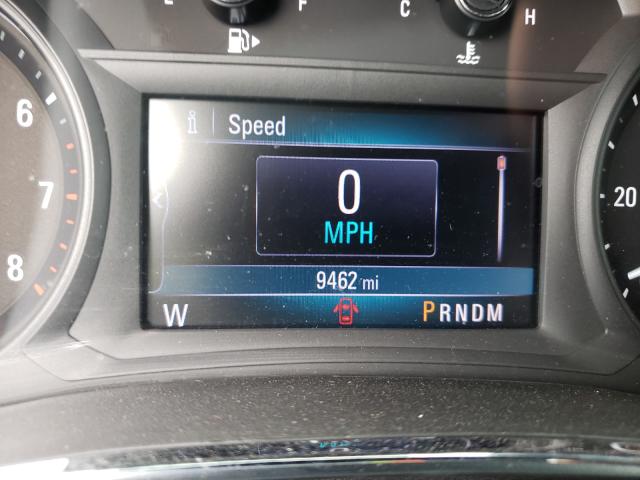 E F C H
6
7
8
i Speed
0
MPH
20
9462 mi
W PRNDM